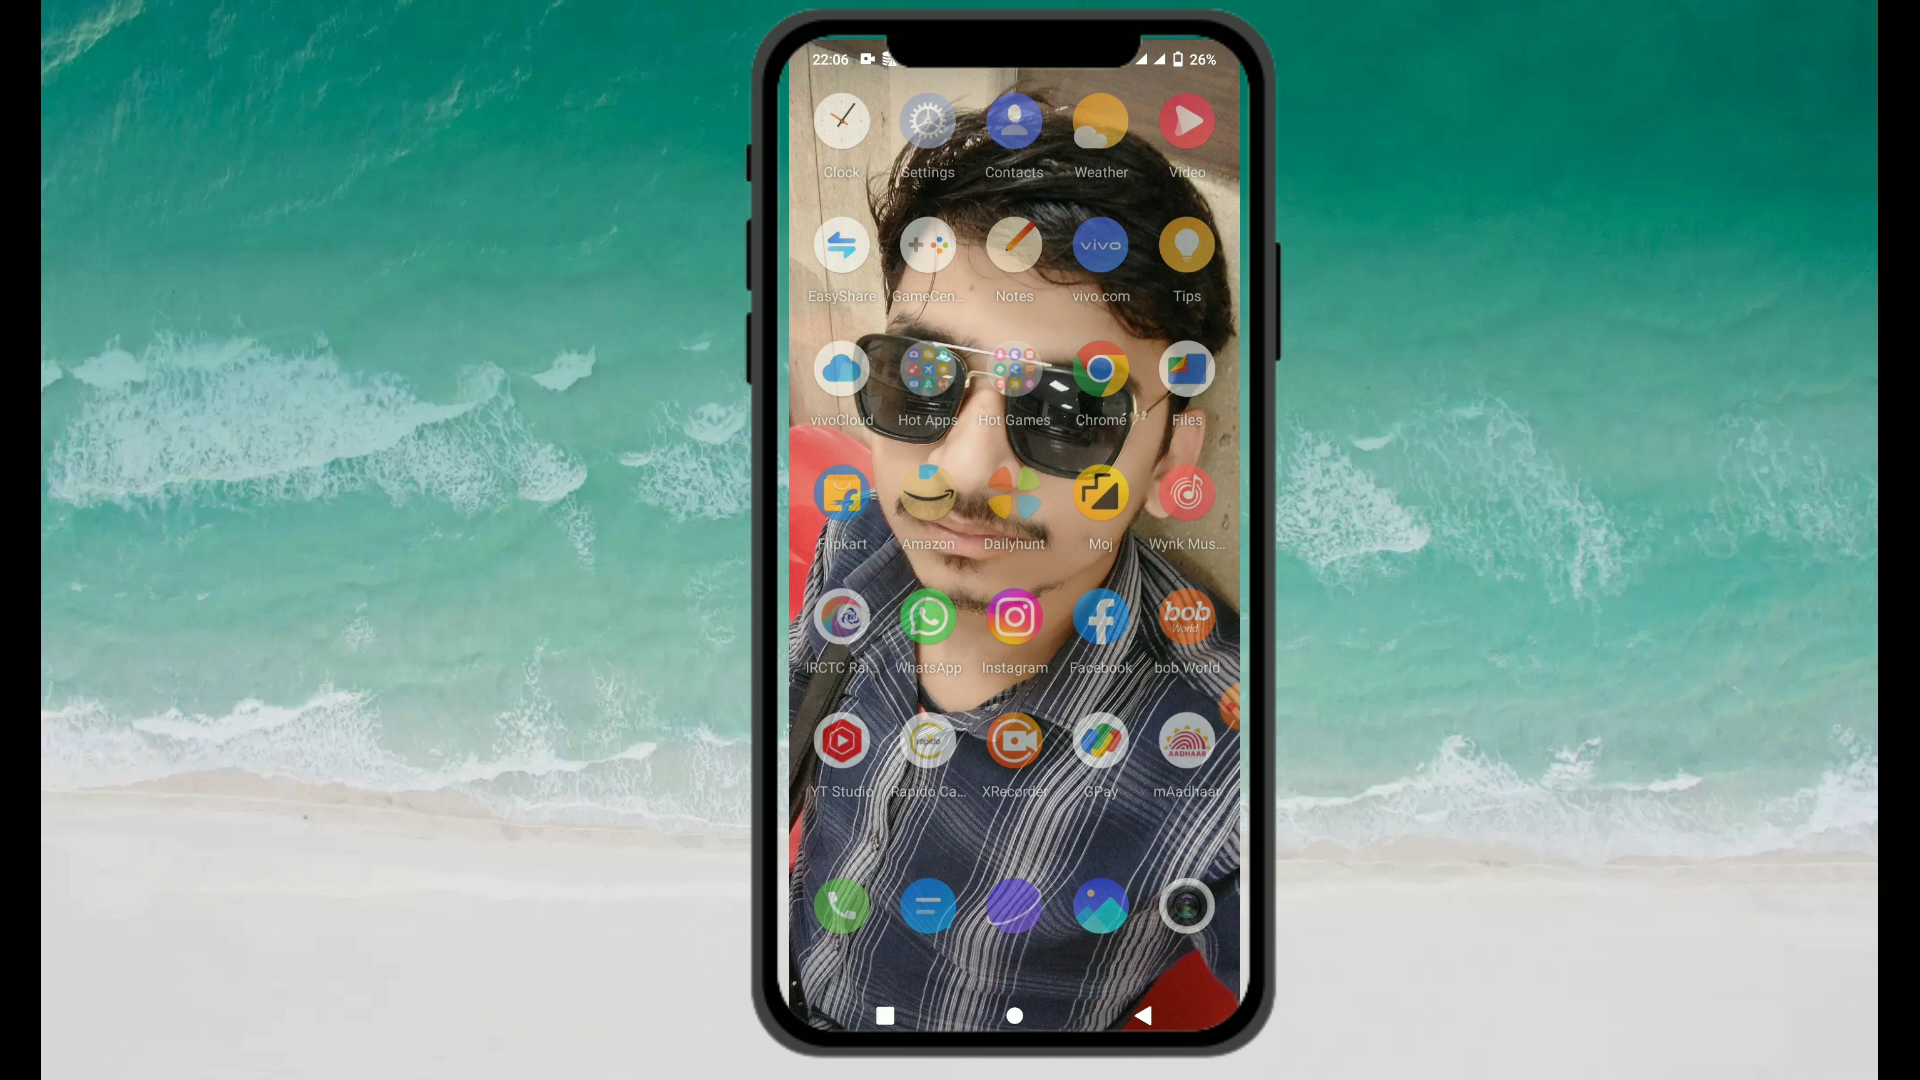 22:06 26%
Clock Settings Contacts Weather Video
EasyShare GameCen... Notes vivo.com Tips
vivo
vivoCloud Hot Apps Hot Games Chrome Files
Flipkart Amazon Dailyhunt Moj Wynk Mus...
bob
World
IRCTC Rai... WhatsApp Instagram Facebook bob World
rapido AADHAAR
YT Studio Rapido Ca... XRecorder GPay mAadhaar